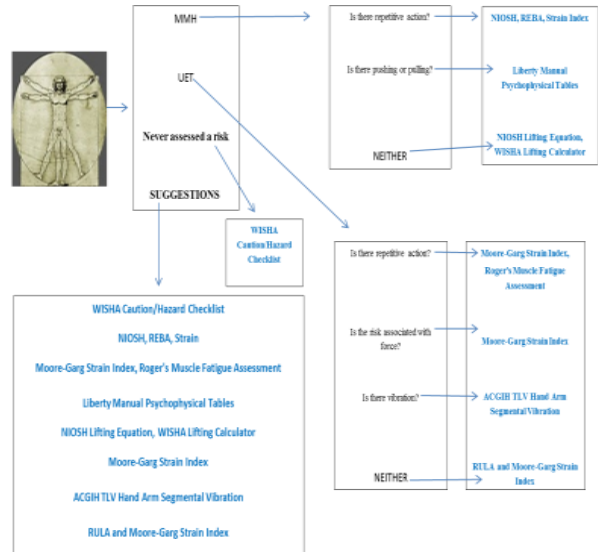 MMH
UET
Never assessed a risk
SUGGESTIONS
Is there repetitive action?
Is there pushing or pulling?
NEITHER
NIOSH, REBA, Strain Index
Liberty Manual
Psychophysical Tables
NIOSH Lifting Equation,
WISHA Lifting Calculator
WISHA
Caution/Hazard
Checklist
Is there repetitive action?
Is the risk associated with
force?
Is there vibration?
NEITHER
Moore-Garg Strain Index,
Roger's Muscle Fatigue
Assessment
Moore-Garg Strain Index
ACGIH TLV Hand Arm
Segmental Vibration
RULA and Moore-Garg Strain
Index
WISHA Caution/Hazard Checklist
NIOSH, REBA, Strain
Moore-Garg Strain Index, Roger's Muscle Fatigue Assessment
Liberty Manual Psychophysical Tables
NIOSH Lifting Equation, WISHA Lifting Calculator
Moore-Garg Strain Index
ACGIH TLV Hand Arm Segmental Vibration
RULA and Moore-Garg Strain Index